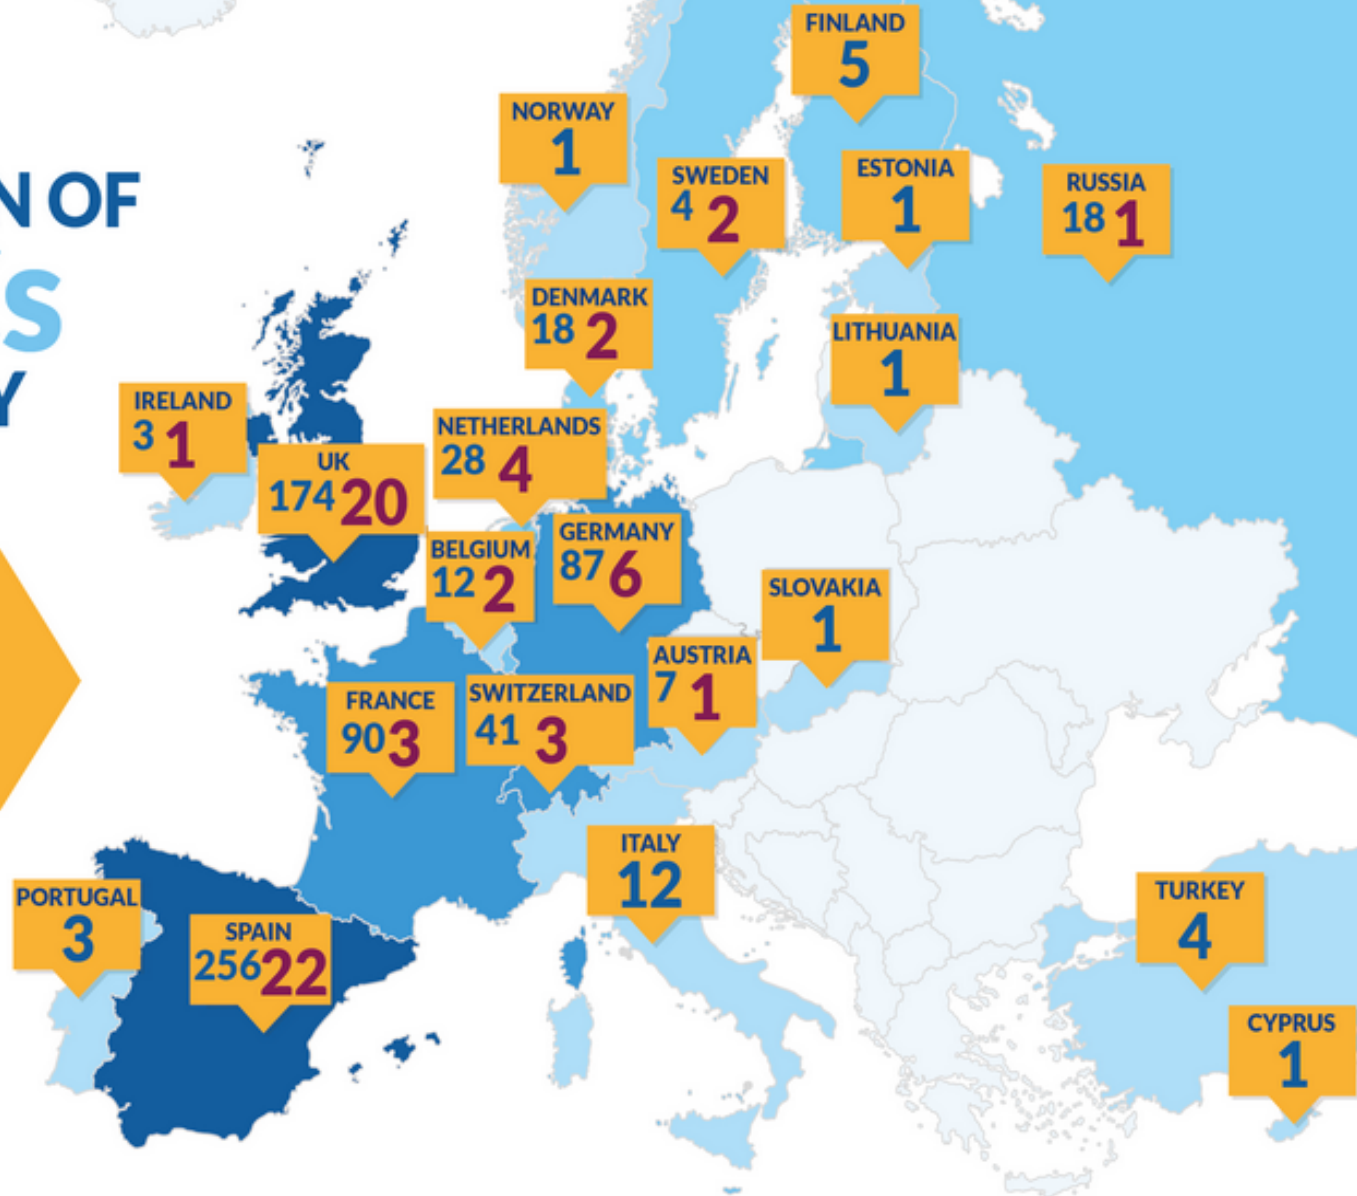 N OF
S
Y
FINLAND
5
NORWAY
1
SWEDEN
4 2
ESTONIA
1
RUSSIA
18 1
DENMARK
18 2
LITHUANIA
1
IRELAND
3 1
NETHERLANDS
28 4
UK
174 20
GERMANY
87 6
BELGIUM
12 2
SLOVAKIA
1
AUSTRIA
7 1
FRANCE
90 3
SWITZERLAND
41 3
ITALY
12
PORTUGAL
3
SPAIN
256 22
TURKEY
4
CYPRUS
1